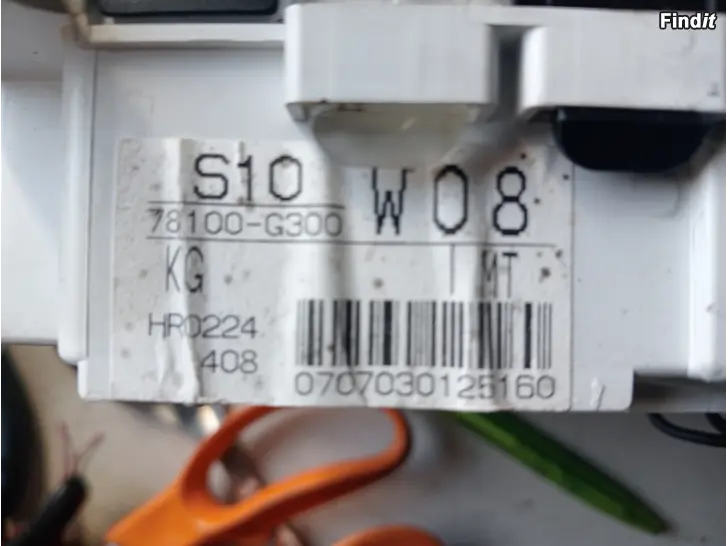 Findit
S10 W08
78100-G300
KG MT
HR0224
408
0707030125160